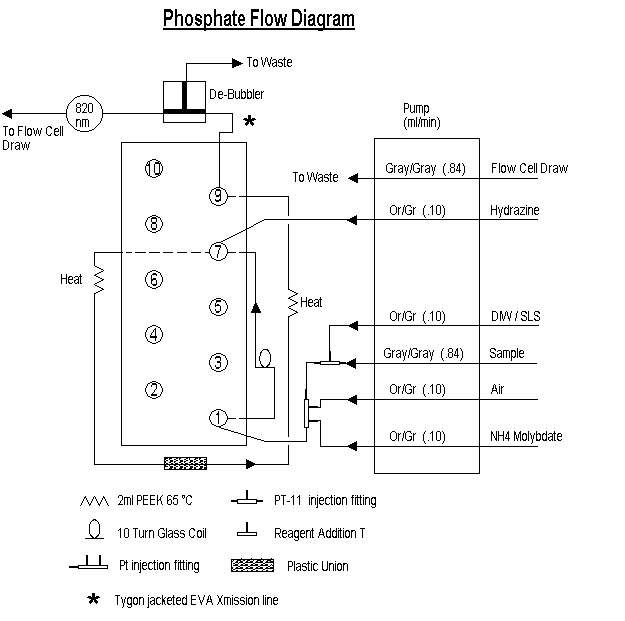 Phosphate Flow Diagram
To Waste
De-Bubbler
820
nm
To Flow Cell
Draw
Pump
(ml/min)
To Waste
Gray/Gray (.84)
Flow Cell Draw
Or/Gr (.10)
Hydrazine
10
9
8
7
6
5
4
3
2
1
Heat
Heat
Or/Gr (.10)
DIW / SLS
Gray/Gray (.84)
Sample
Or/Gr (.10)
Air
Or/Gr (.10)
NH4 Molybdate
2ml PEEK 65 °C
PT-11 injection fitting
10 Turn Glass Coil
Reagent Addition T
Pt injection fitting
Plastic Union
* Tygon jacketed EVA Xmission line